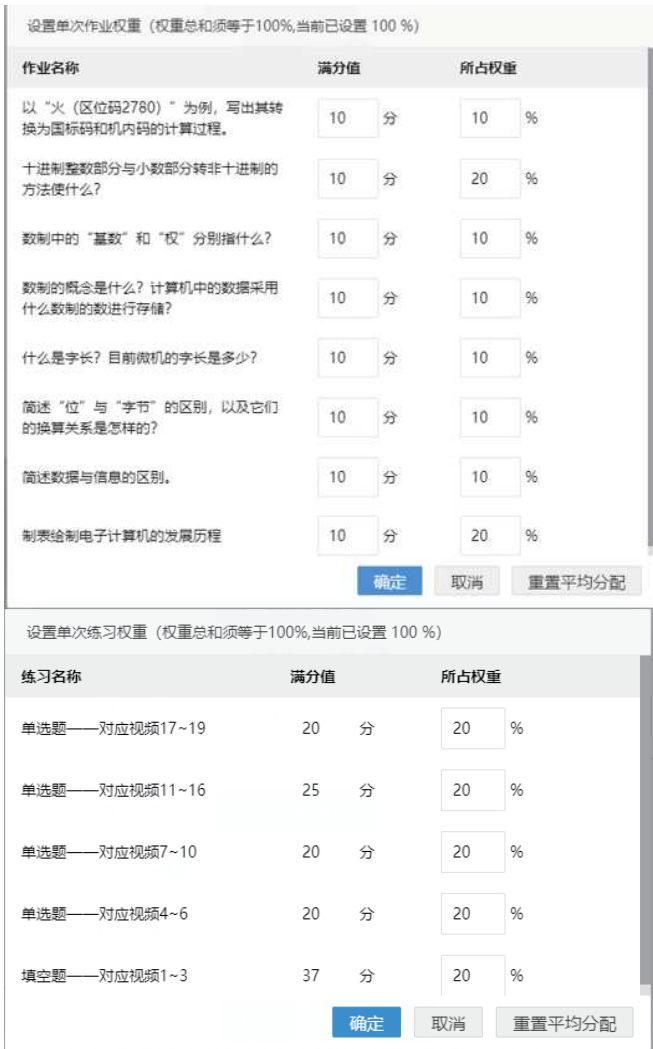 设置单次作业权重（权重总和须等于100%,当前已设置 100 %)
作业名称 满分值 所占权重
以“火（区位码2780）”为例，写出其转
换为国标码和机内码的计算过程。 10 分 10 %
十进制整数部分与小数部分转非十进制的
方法使什么？ 10 分 20 %
数制中的“基数”和“权”分别指什么？ 10 分 10 %
数制的概念是什么？计算机中的数据采用
什么数制的数进行存储？ 10 分 10 %
什么是字长？目前微机的字长是多少？ 10 分 10 %
简述“位”与“字节”的区别，以及它们
的换算关系是怎样的？ 10 分 10 %
简述数据与信息的区别。 10 分 10 %
制表绘制电子计算机的发展历程 10 分 20 %
确定 取消 重置平均分配
设置单次练习权重（权重总和须等于100%,当前已设置 100 %)
练习名称 满分值 所占权重
单选题——对应视频17~19 20 分 20 %
单选题——对应视频11~16 25 分 20 %
单选题——对应视频7~10 20 分 20 %
单选题——对应视频4~6 20 分 20 %
填空题——对应视频1~3 37 分 20 %
确定 取消 重置平均分配